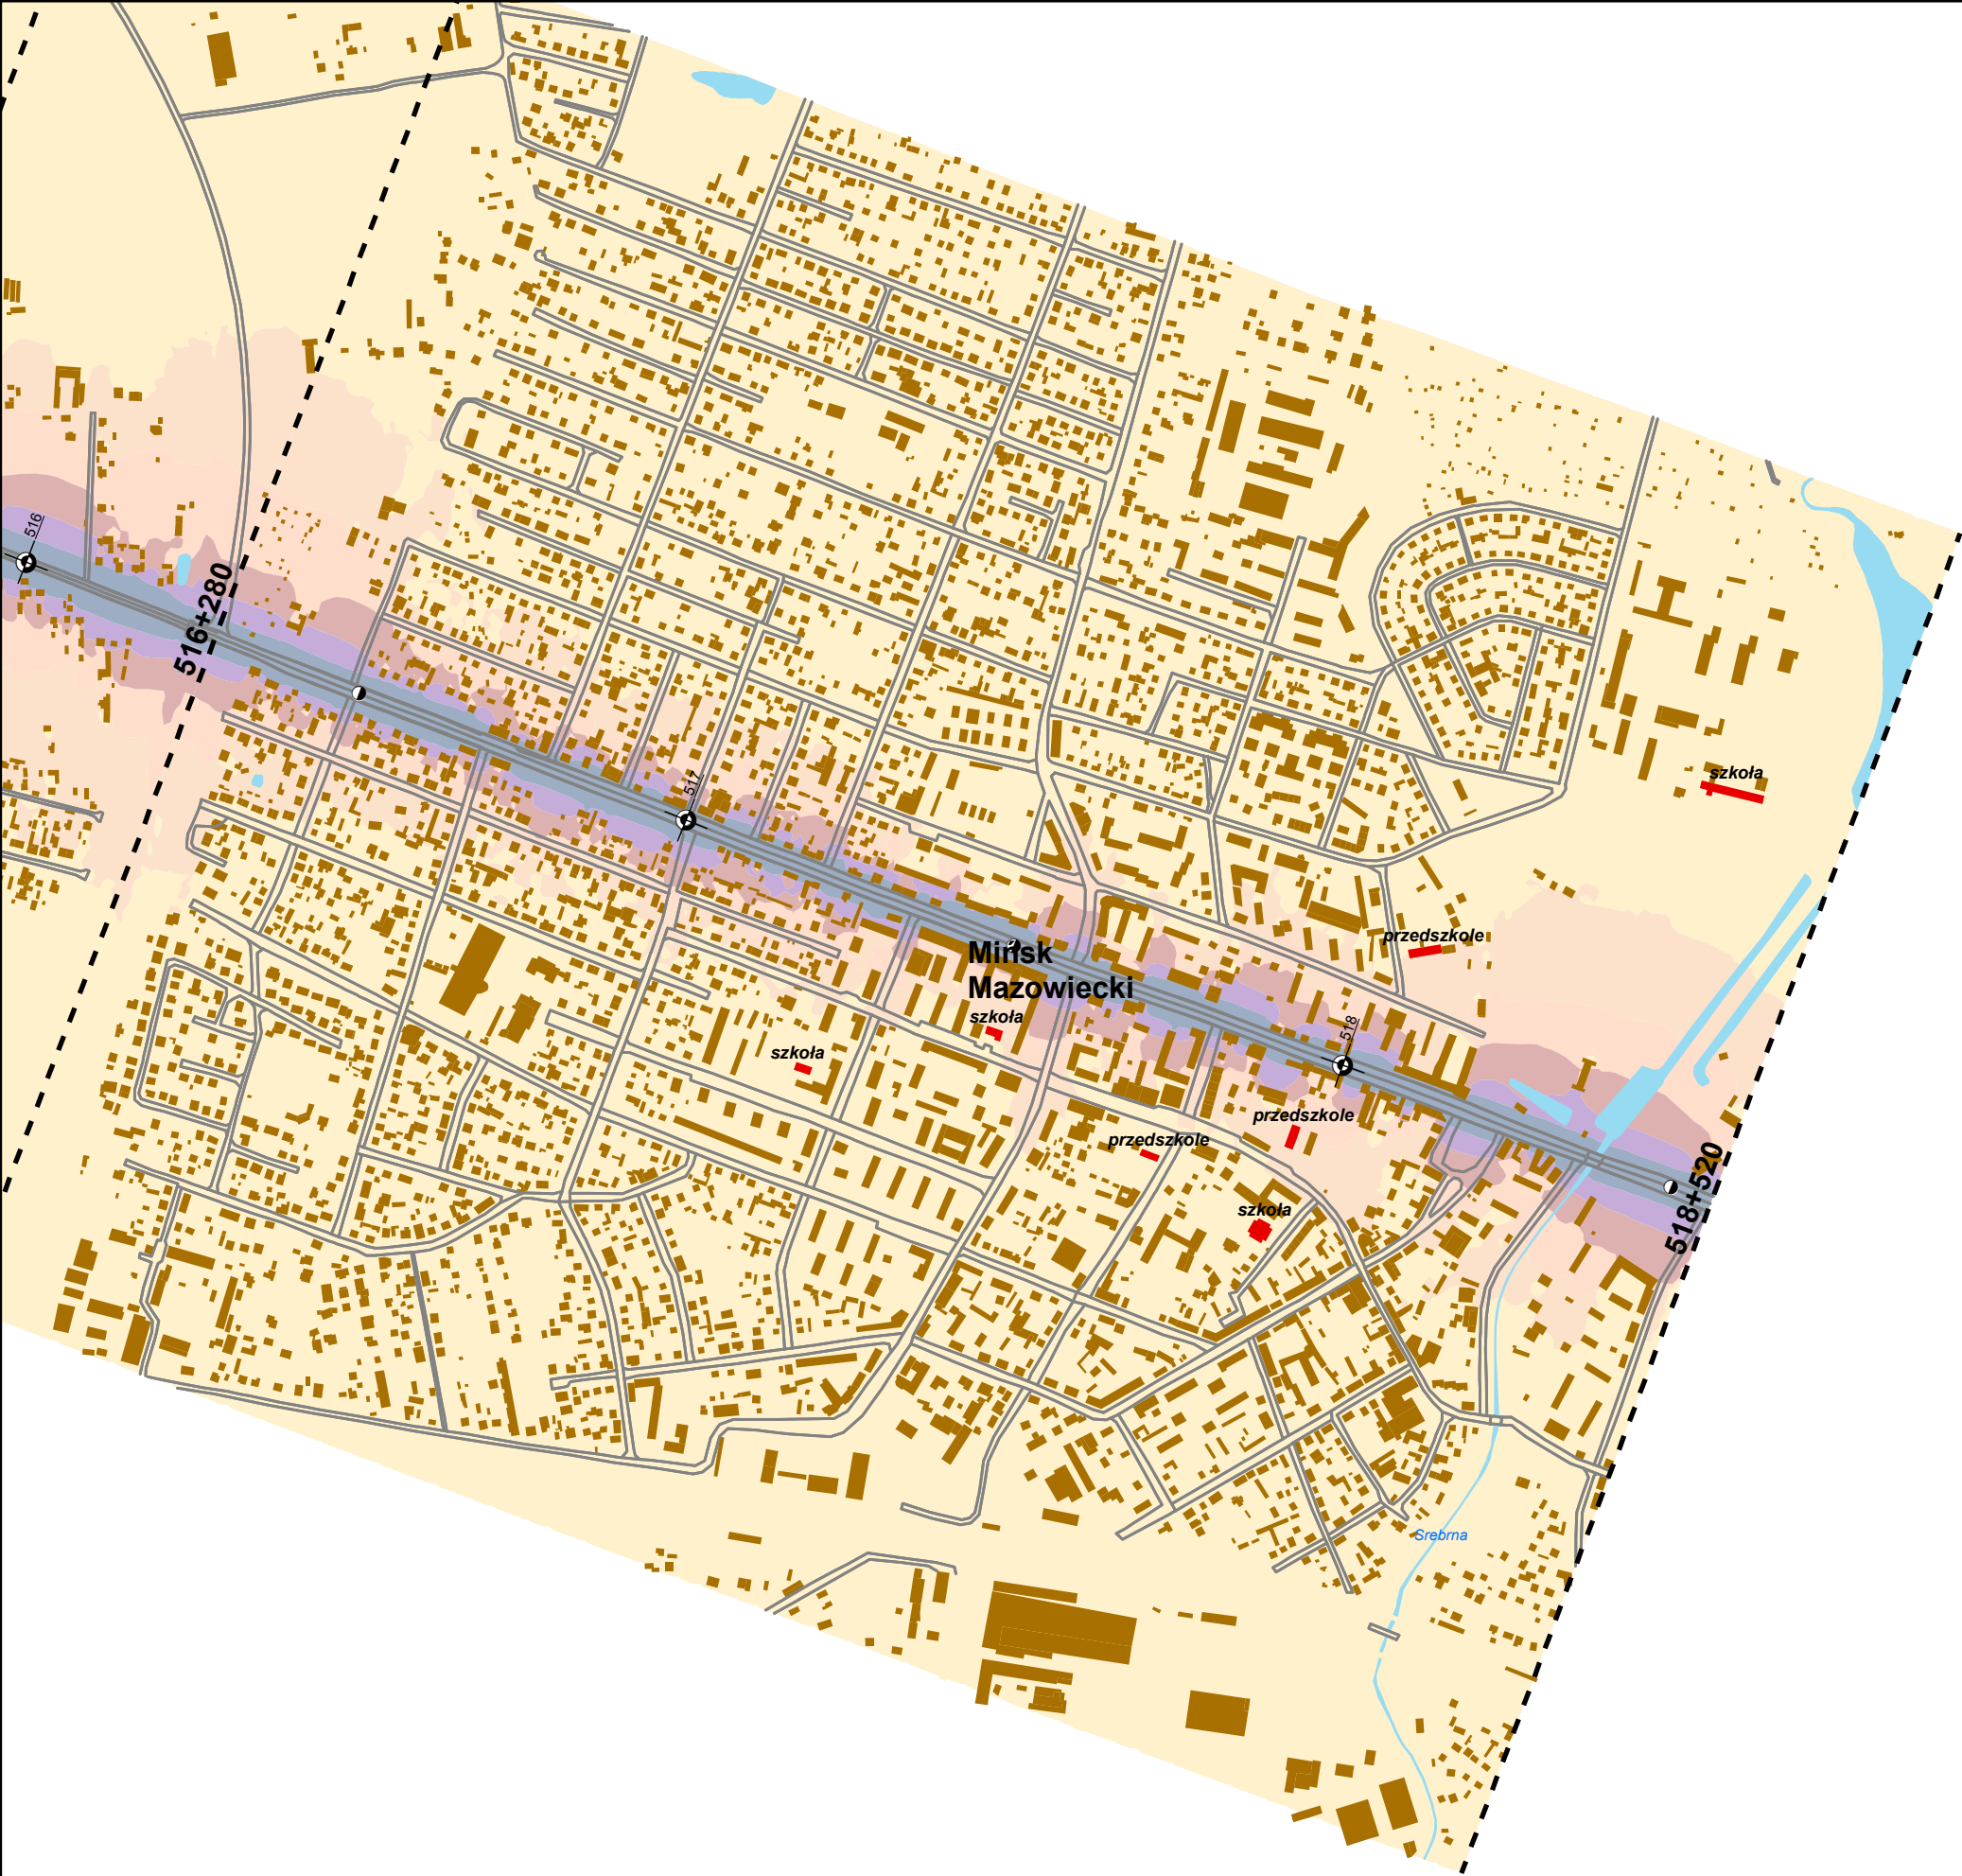 516
516+280
517
szkoła
przedszkole
Mińsk
Mazowiecki
szkoła
518
szkoła
przedszkole
przedszkole
518+520
szkoła
Srebrna